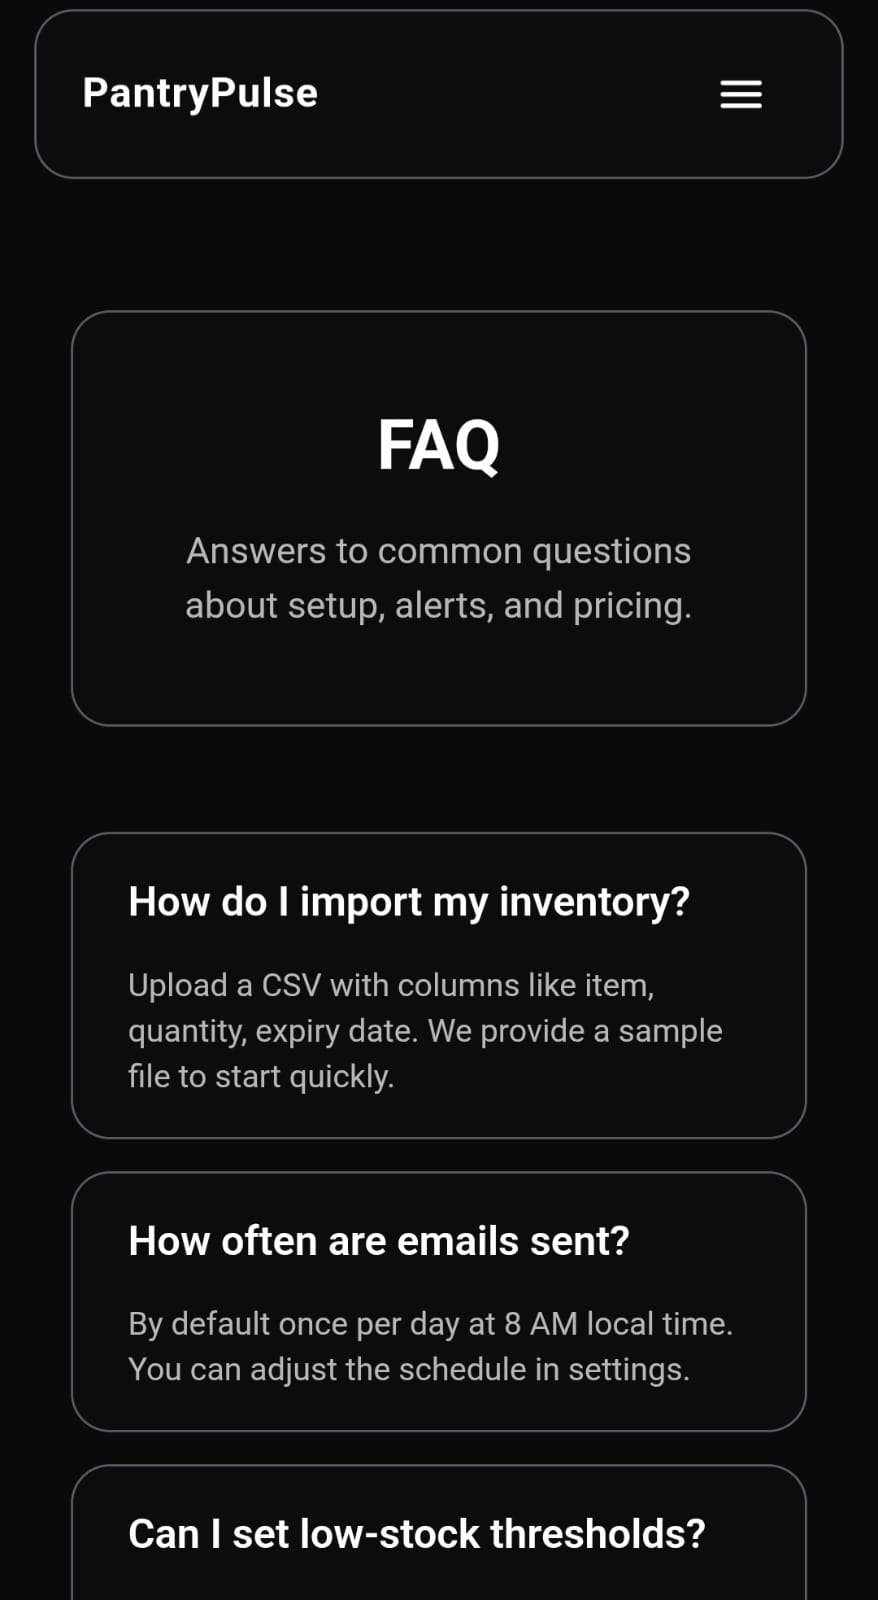 PantryPulse
FAQ
Answers to common questions
about setup, alerts, and pricing.
How do I import my inventory?
Upload a CSV with columns like item,
quantity, expiry date. We provide a sample
file to start quickly.
How often are emails sent?
By default once per day at 8 AM local time.
You can adjust the schedule in settings.
Can I set low-stock thresholds?